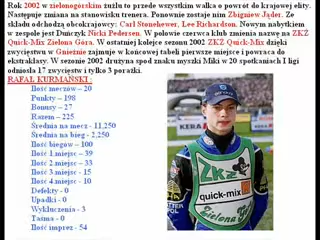 Rok 2002 w zielonogórskim żużlu to przede wszystkim walka o powrót do krajowej elity.
Następuje zmiana na stanowisku trenera. Ponownie zostaje nim Zbigniew Jąder. Ze
składu odchodzą obcokrajowcy: Carl Stonehewer, Lee Richardson. Nowym nabytkiem
w zespole jest Duńczyk Nicki Pedersen. W połowie czerwca klub zmienia nazwę na ZKŻ
Quick-Mix Zielona Góra. W ostatniej kolejce sezonu 2002 ZKŻ Quick-Mix dzięki
zwycięstwu w Gnieźnie zajmuje w końcowej tabeli pierwsze miejsce i powraca do
ekstraklasy. W sezonie 2002 drużyna spod znaku myszki Miki w 20 spotkaniach I ligi
odniosła 17 zwycięstw i tylko 3 porażki.
RAFAŁ KURMAŃSKI :
Ilość meczów – 20
Punkty – 198
Bonusy – 27
Razem – 225
Średnia na mecz – 11,250
Średnia na bieg – 2,250
Ilość biegów – 100
Ilość 1.miejsc – 39
Ilość 2.miejsc – 33
Ilość 3.miejsc – 15
Ilość 4.miejsc – 10
Defekty - 0
Upadki - 0
Wykluczenia - 3
Taśma - 0
Ilość imprez – 54
KERA
ZKŻ
quick-mix
Zielona Góra